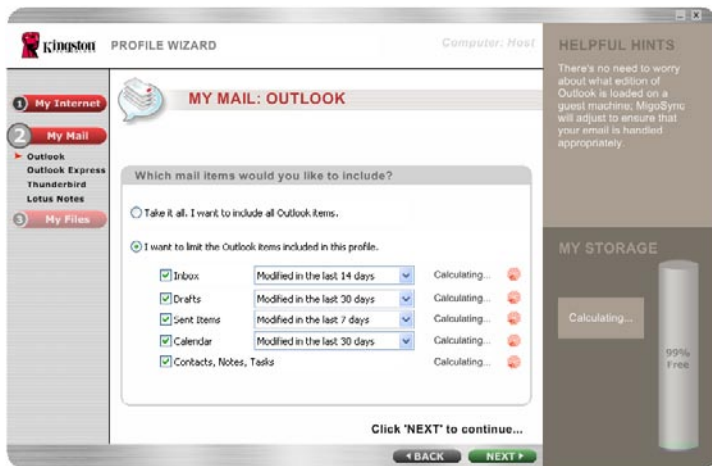 Kingston
PROFILE WIZARD
Computer: Host
1 My Internet
2 My Mail
Outlook
Outlook Express
Thunderbird
Lotus Notes
3 My Files
MY MAIL: OUTLOOK
Which mail items would you like to include?
Take it all. I want to include all Outlook items.
I want to limit the Outlook items included in this profile.
Inbox Modified in the last 14 days Calculating...
Drafts Modified in the last 30 days Calculating...
Sent Items Modified in the last 7 days Calculating...
Calendar Modified in the last 30 days Calculating...
Contacts, Notes, Tasks Calculating...
Click 'NEXT' to continue...
BACK NEXT
HELPFUL HINTS
There's no need to worry
about what edition of
Outlook is loaded on a
guest machine; MigoSync
will adjust to ensure that
your email is handled
appropriately.
MY STORAGE
Calculating...
99%
Free